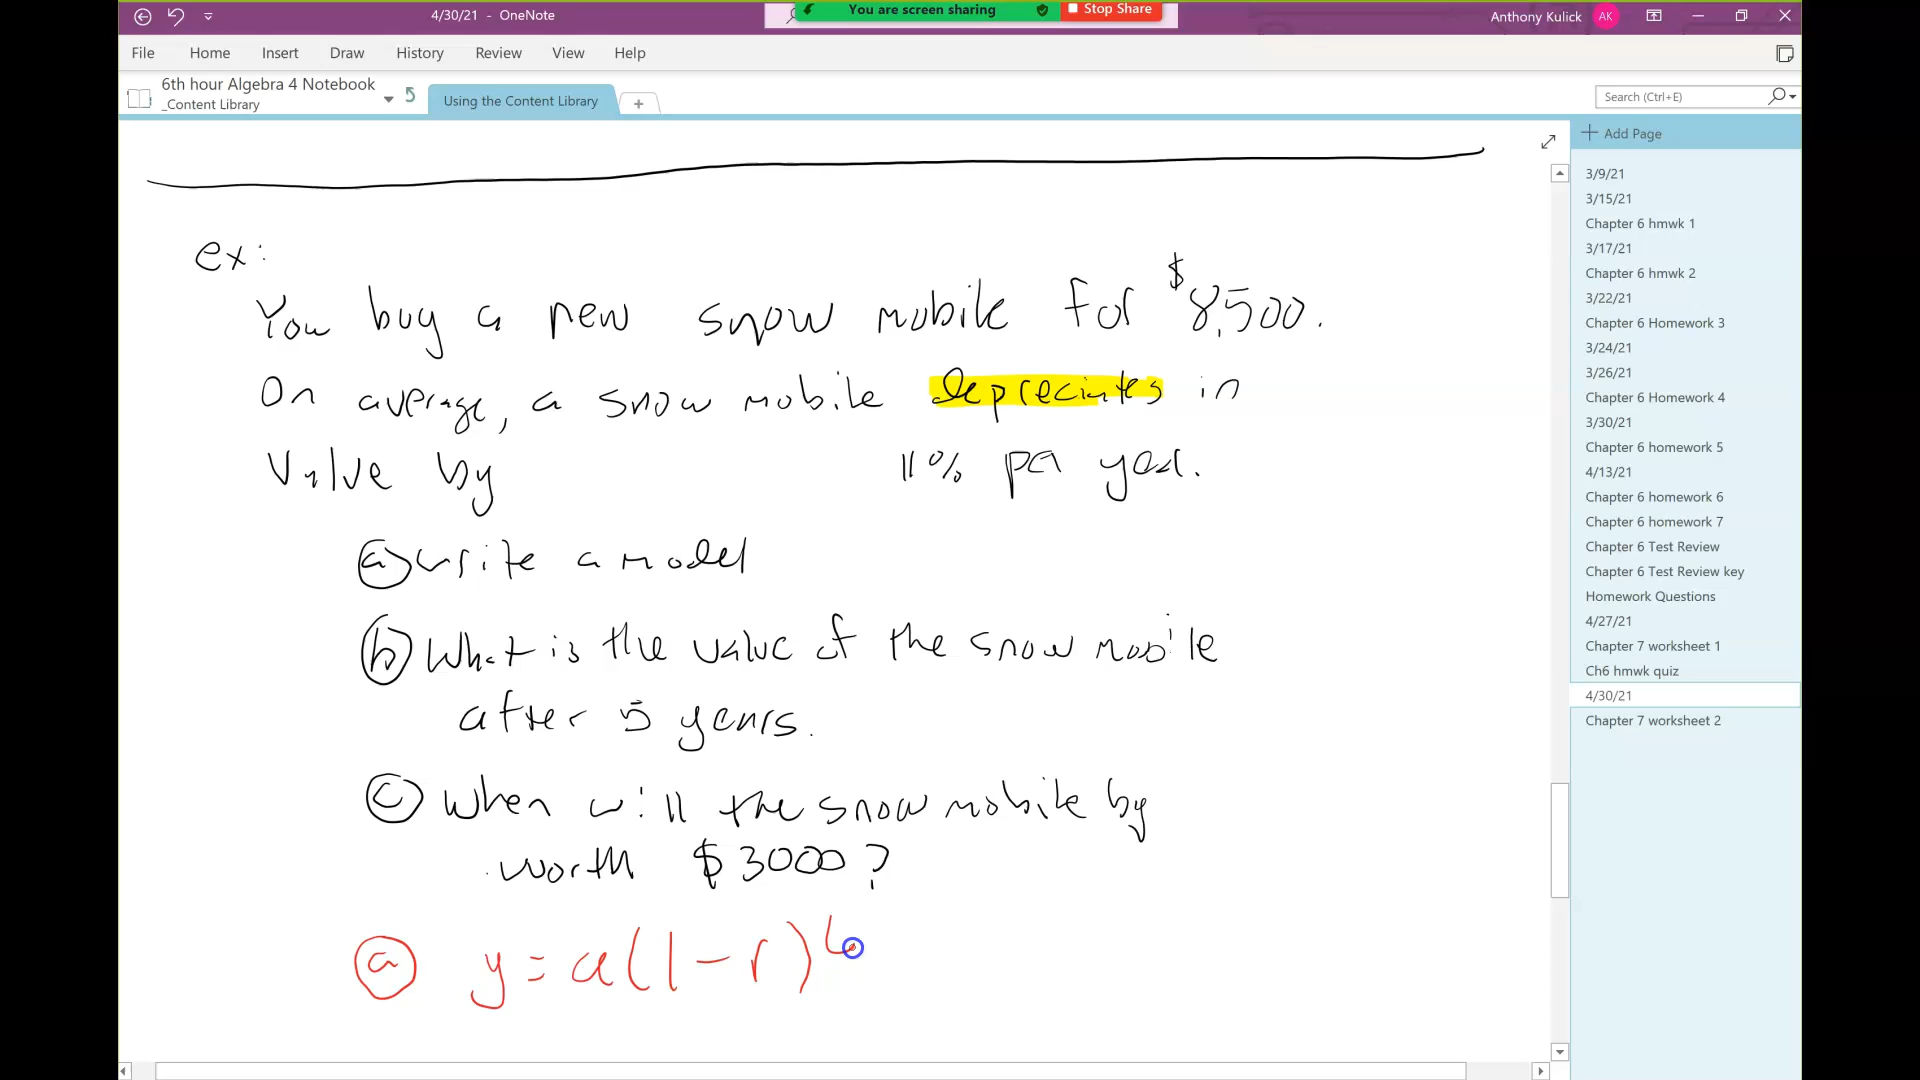 4/30/21 - OneNote
You are screen sharing
Stop Share
Anthony Kulick AK
File Home Insert Draw History Review View Help
6th hour Algebra 4 Notebook
_Content Library
Using the Content Library
Search (Ctrl+E)
Add Page
3/9/21
3/15/21
Chapter 6 hmwk 1
3/17/21
Chapter 6 hmwk 2
3/22/21
Chapter 6 Homework 3
3/24/21
3/26/21
Chapter 6 Homework 4
3/30/21
Chapter 6 homework 5
4/13/21
Chapter 6 homework 6
Chapter 6 homework 7
Chapter 6 Test Review
Chapter 6 Test Review key
Homework Questions
4/27/21
Chapter 7 worksheet 1
Ch6 hmwk quiz
4/30/21
Chapter 7 worksheet 2
ex:
You buy a new snow mobile for $8,500.
On average, a snow mobile depreciates in
Value by 11% per year.
a write a model
b What is the value of the snow mobile
after 5 years.
c When will the snow mobile by
worth $3000?
a y = a(1-r)